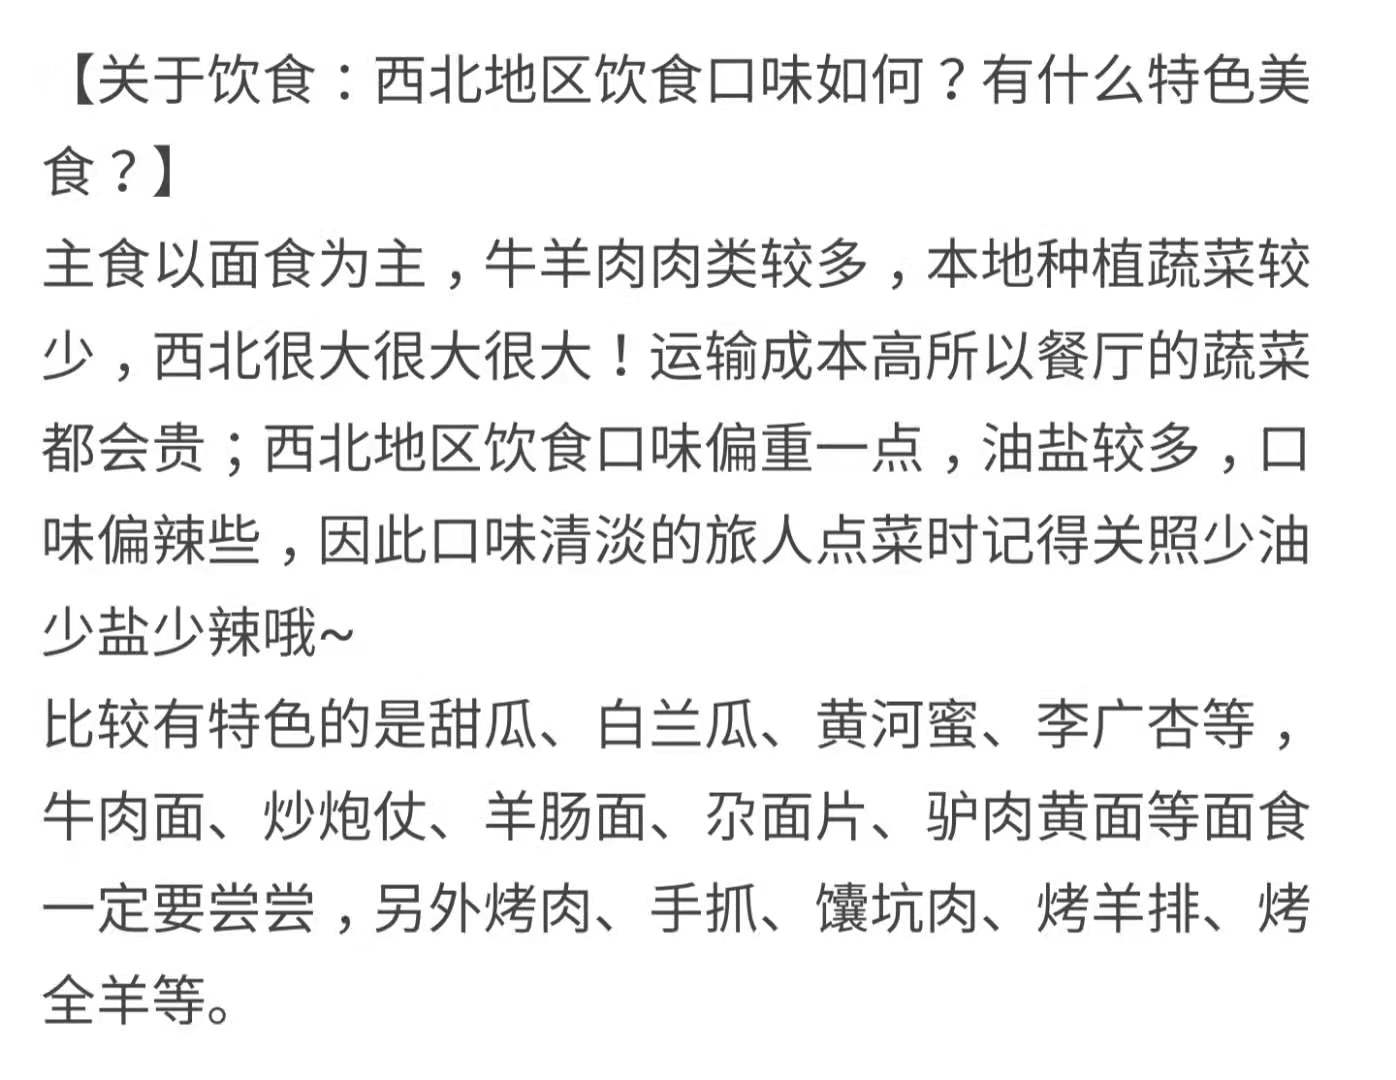 【关于饮食：西北地区饮食口味如何？有什么特色美
食？】
主食以面食为主，牛羊肉肉类较多，本地种植蔬菜较
少，西北很大很大很大！运输成本高所以餐厅的蔬菜
都会贵；西北地区饮食口味偏重一点，油盐较多，口
味偏辣些，因此口味清淡的旅人点菜时记得关照少油
少盐少辣哦~
比较有特色的是甜瓜、白兰瓜、黄河蜜、李广杏等，
牛肉面、炒炮仗、羊肠面、尕面片、驴肉黄面等面食
一定要尝尝，另外烤肉、手抓、馕坑肉、烤羊排、烤
全羊等。